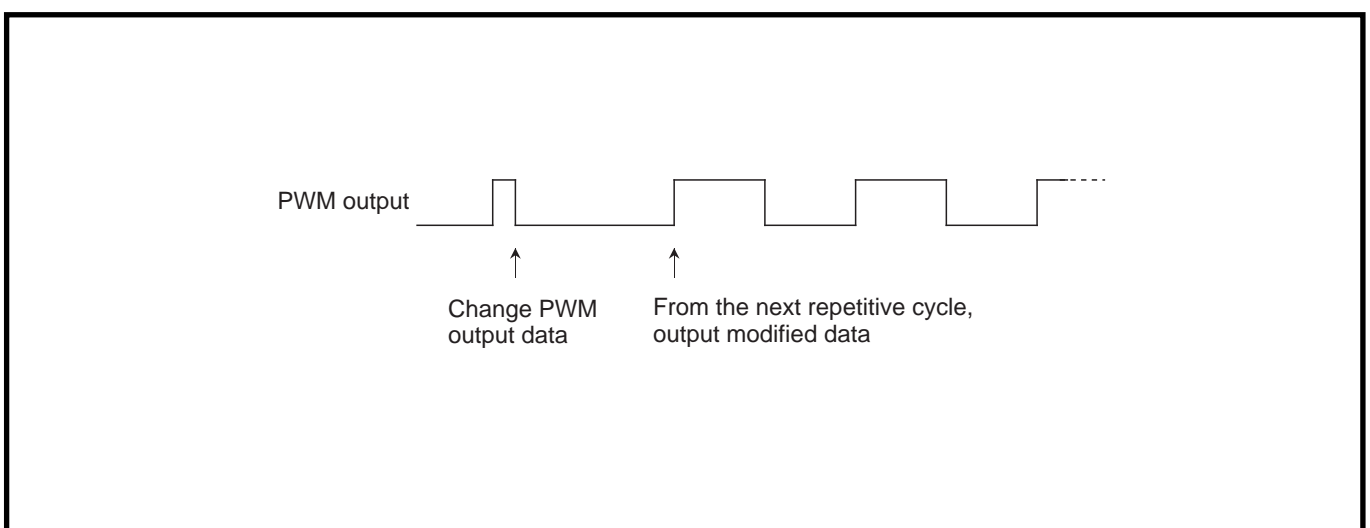 PWM output
Change PWM
output data
From the next repetitive cycle,
output modified data